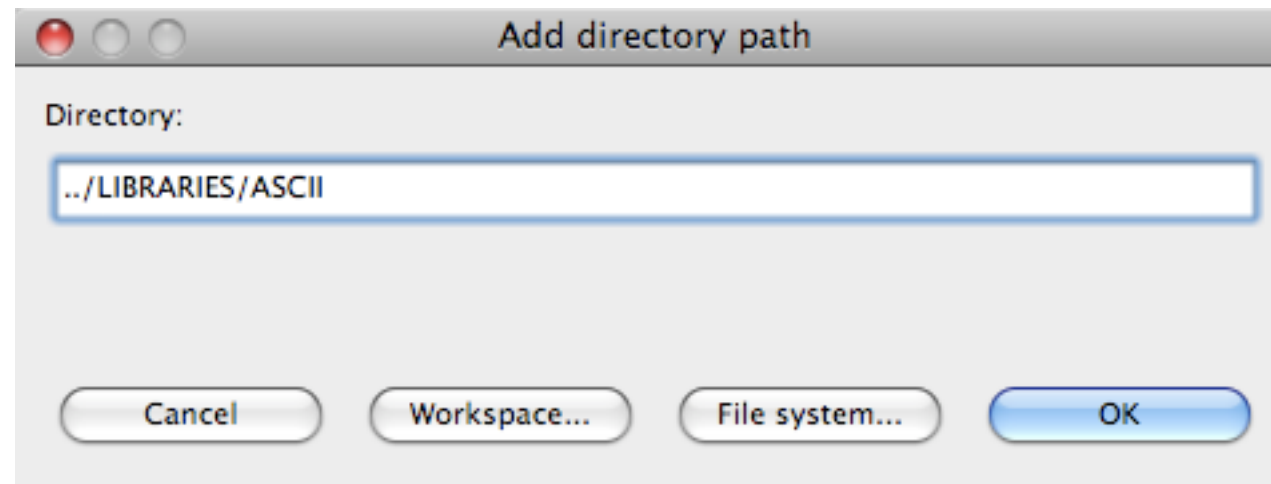 Add directory path
Directory:
../LIBRARIES/ASCII
Cancel Workspace... File system... OK